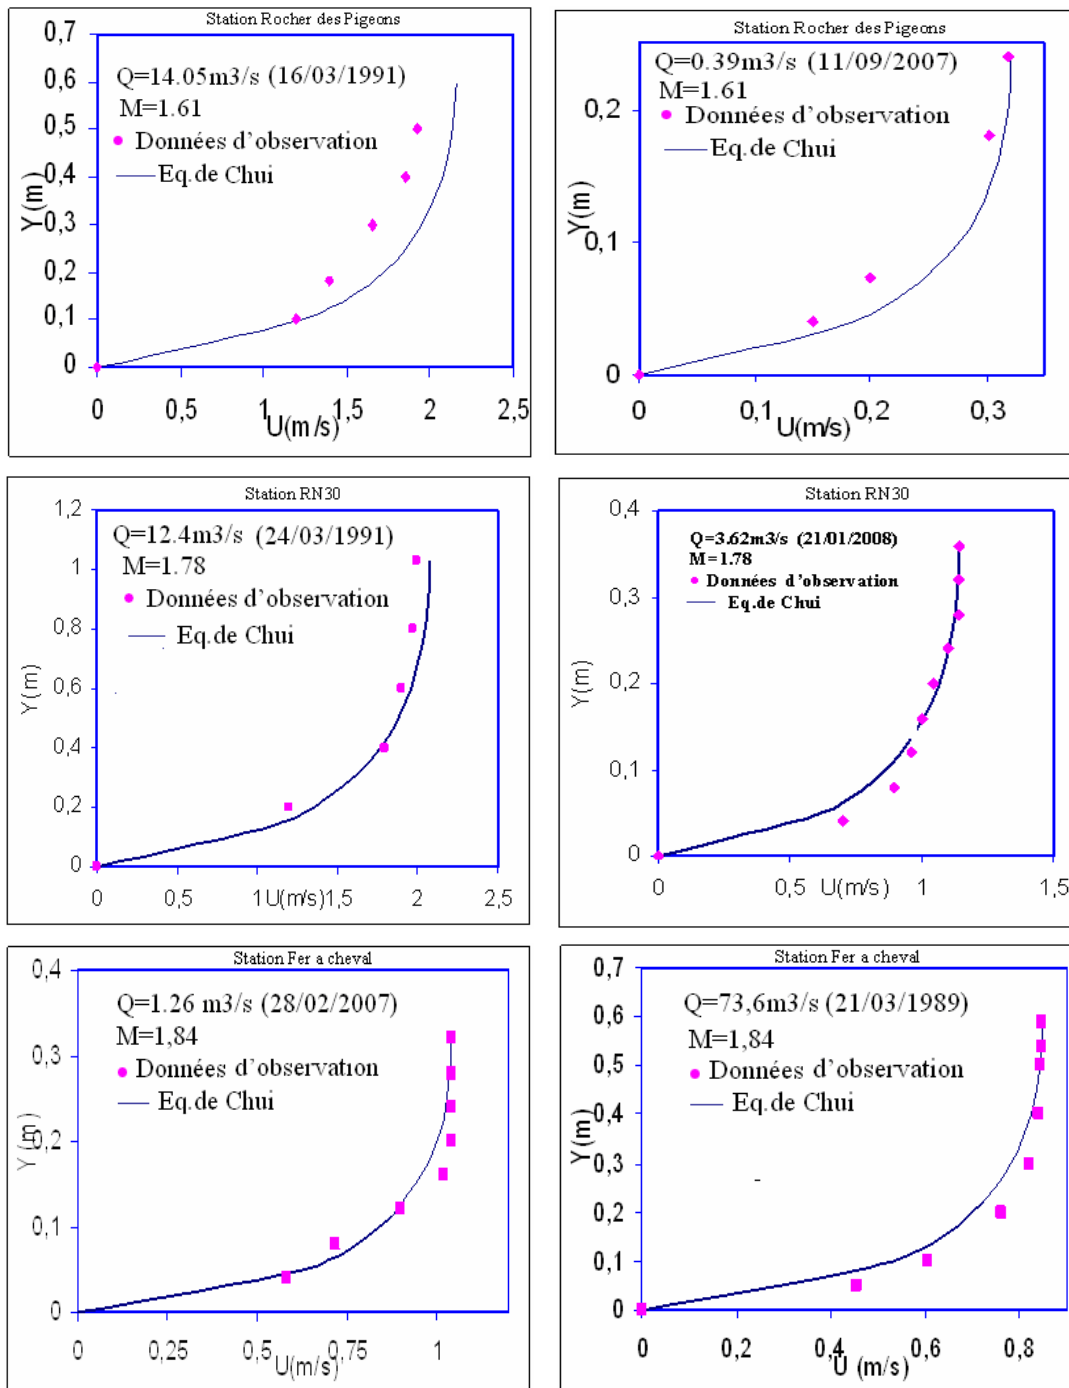 Station Rocher des Pigeons
Q=14.05m3/s (16/03/1991)
M=1.61
Données d'observation
Eq.de Chui
Y(m)
0,7
0,6
0,5
0,4
0,3
0,2
0,1
0
0 0,5 1 1,5 2 2,5
U(m/s)
Station Rocher des Pigeons
Q=0.39m3/s (11/09/2007)
M=1.61
Données d'observation
Eq.de Chui
Y(m)
0,2
0,1
0
0 0,1 0,2 0,3
U(m/s)
Station RN30
Q=12.4m3/s (24/03/1991)
M=1.78
Données d'observation
Eq.de Chui
Y(m)
1,2
1
0,8
0,6
0,4
0,2
0
0 0,5 1 U(m/s) 1,5 2 2,5
Station RN30
Q=3.62m3/s (21/01/2008)
M=1.78
Données d'observation
Eq.de Chui
Y(m)
0,4
0,3
0,2
0,1
0
0 0,5 U(m/s) 1 1,5
Station Fer a cheval
Q=1.26 m3/s (28/02/2007)
M=1,84
Données d'observation
Eq.de Chui
Y(m)
0,4
0,3
0,2
0,1
0
0 0,25 0,5 0,75 1
U(m/s)
Station Fer a cheval
Q=73,6m3/s (21/03/1989)
M=1,84
Données d'observation
Eq.de Chui
Y(m)
0,7
0,6
0,5
0,4
0,3
0,2
0,1
0
0 0,2 0,4 0,6 0,8
U (m/s)